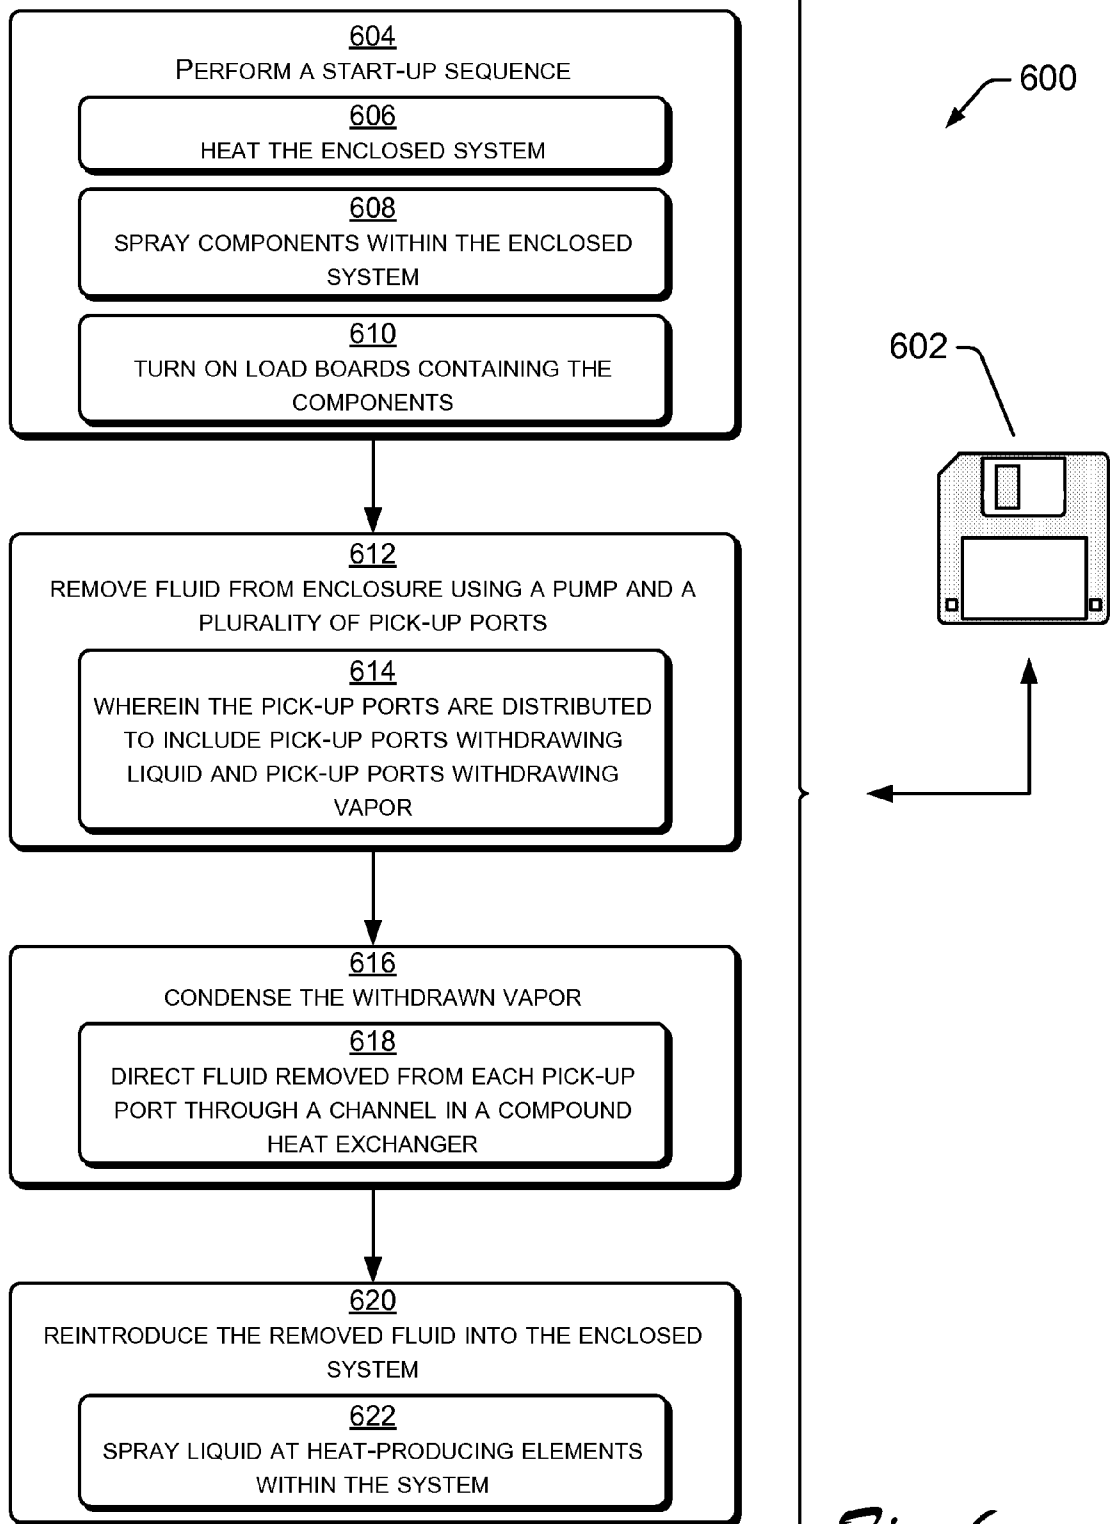 604
PERFORM A START-UP SEQUENCE
606
HEAT THE ENCLOSED SYSTEM
608
SPRAY COMPONENTS WITHIN THE ENCLOSED
SYSTEM
610
TURN ON LOAD BOARDS CONTAINING THE
COMPONENTS
612
REMOVE FLUID FROM ENCLOSURE USING A PUMP AND A
PLURALITY OF PICK-UP PORTS
614
WHEREIN THE PICK-UP PORTS ARE DISTRIBUTED
TO INCLUDE PICK-UP PORTS WITHDRAWING
LIQUID AND PICK-UP PORTS WITHDRAWING
VAPOR
616
CONDENSE THE WITHDRAWN VAPOR
618
DIRECT FLUID REMOVED FROM EACH PICK-UP
PORT THROUGH A CHANNEL IN A COMPOUND
HEAT EXCHANGER
620
REINTRODUCE THE REMOVED FLUID INTO THE ENCLOSED
SYSTEM
622
SPRAY LIQUID AT HEAT-PRODUCING ELEMENTS
WITHIN THE SYSTEM
600
602